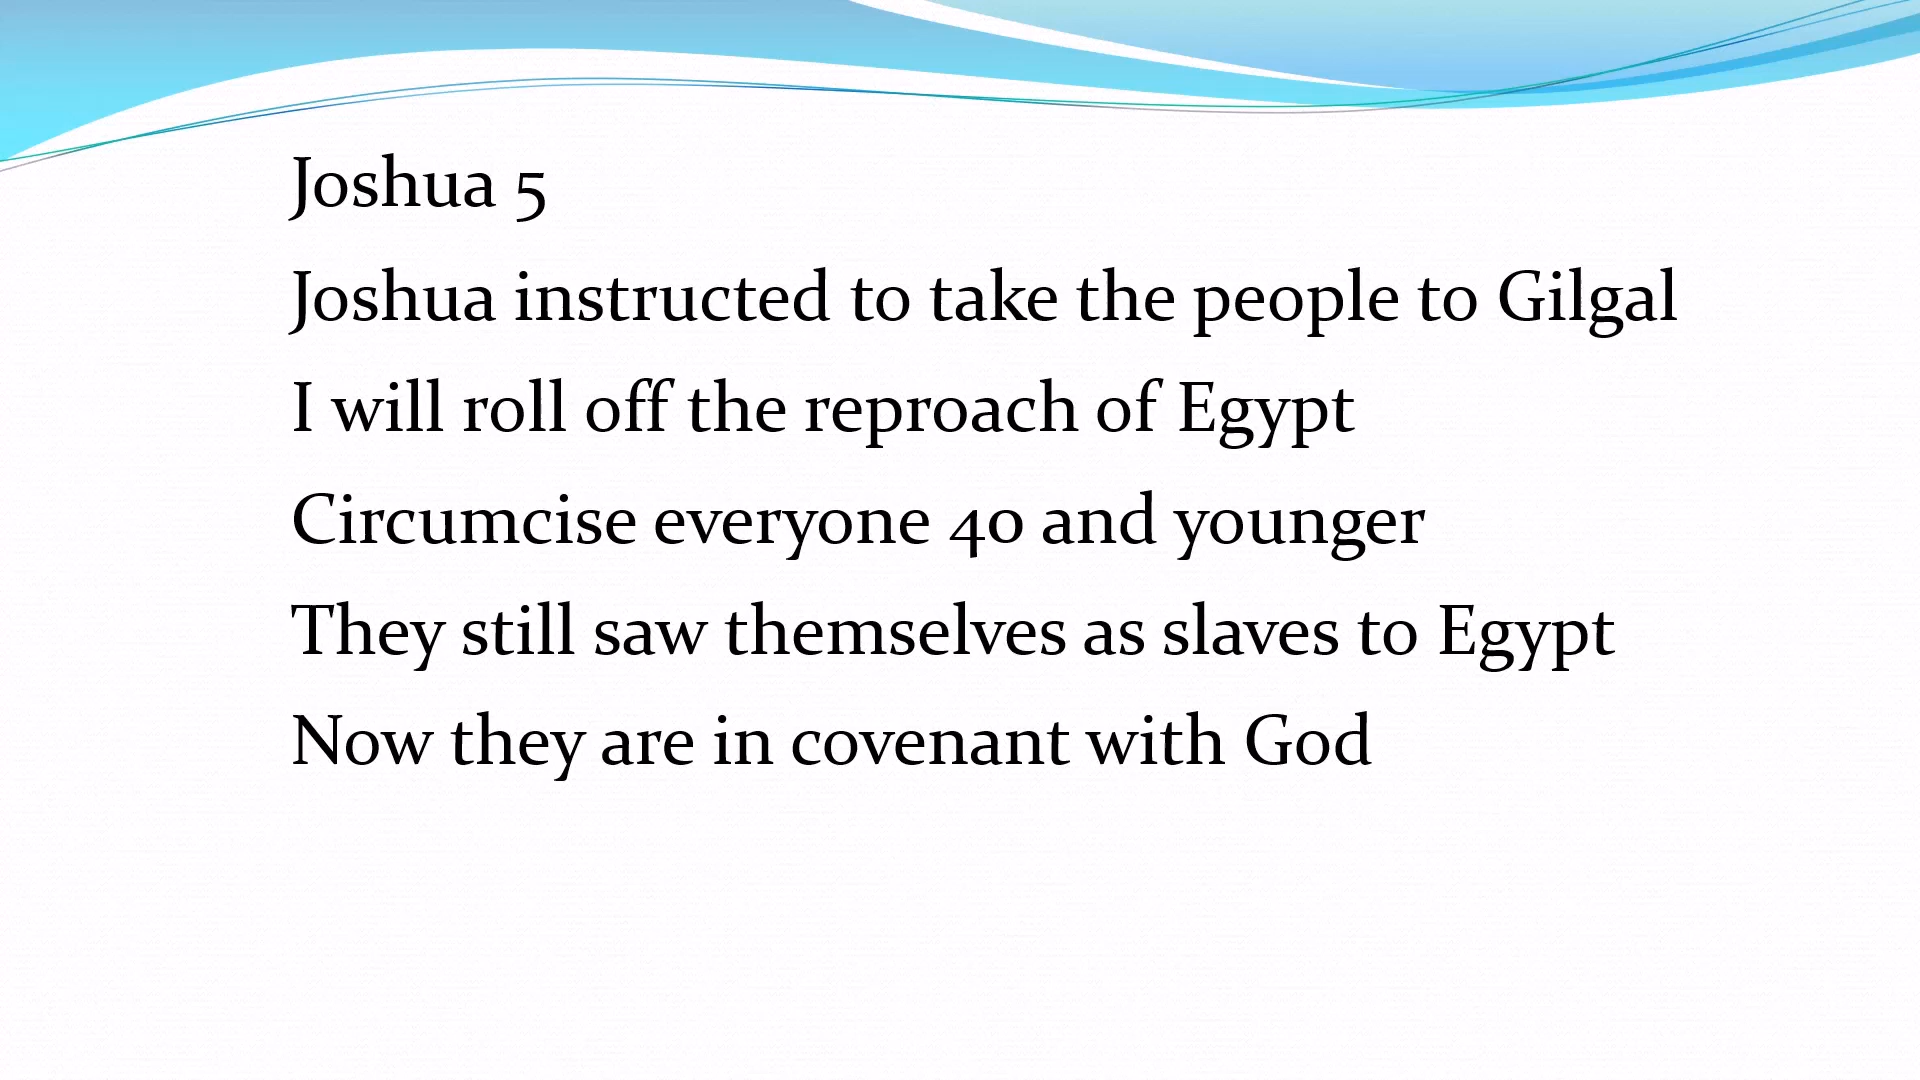 Joshua 5
Joshua instructed to take the people to Gilgal
I will roll off the reproach of Egypt
Circumcise everyone 40 and younger
They still saw themselves as slaves to Egypt
Now they are in covenant with God